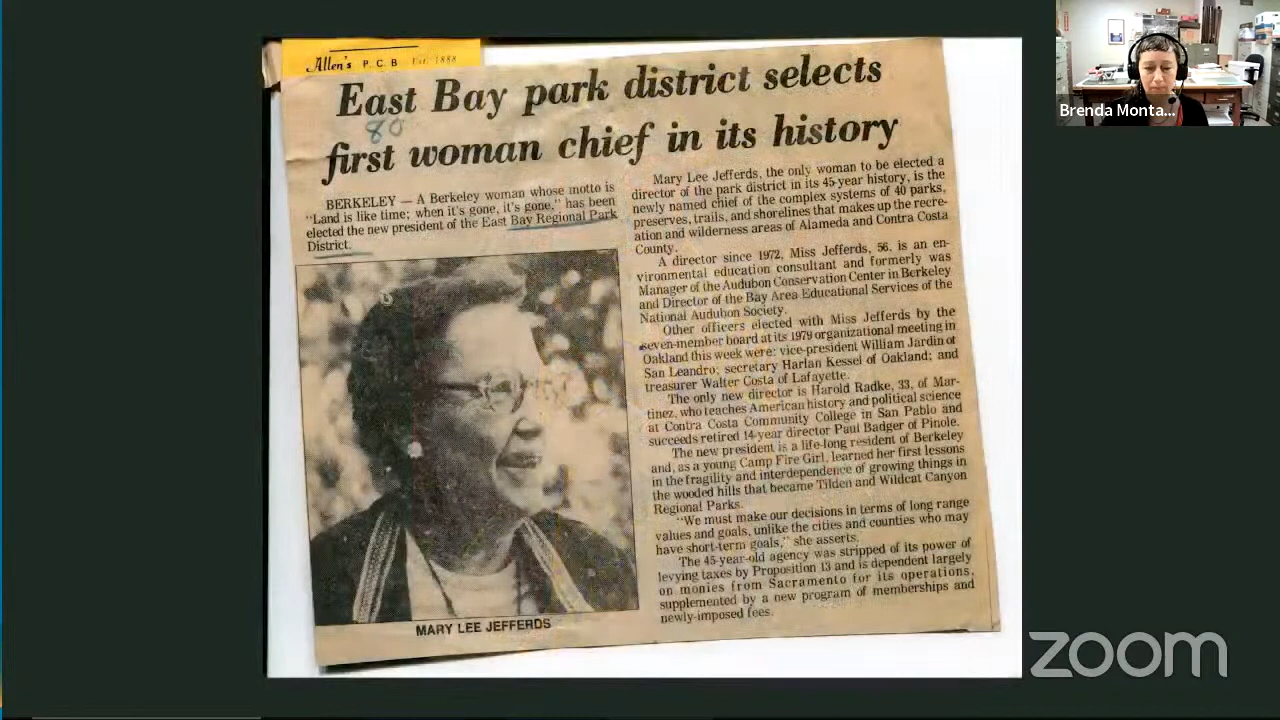 Allen's P. C. B. Est. 1888
East Bay park district selects
80
first woman chief in its history
BERKELEY — A Berkeley woman whose motto is
"Land is like time; when it's gone, it's gone," has been
elected the new president of the East Bay Regional Park
District.
MARY LEE JEFFERDS
Mary Lee Jefferds, the only woman to be elected a
director of the park district in its 45-year history, is the
newly named chief of the complex systems of 40 parks,
preserves, trails, and shorelines that makes up the recre-
ation and wilderness areas of Alameda and Contra Costa
County.
A director since 1972, Miss Jefferds, 56, is an en-
vironmental education consultant and formerly was
Manager of the Audubon Conservation Center in Berkeley
and Director of the Bay Area Educational Services of the
National Audubon Society.
Other officers elected with Miss Jefferds by the
seven-member board at its 1979 organizational meeting in
Oakland this week were: vice-president William Jardin of
San Leandro; secretary Harlan Kessel of Oakland; and
treasurer Walter Costa of Lafayette.
The only new director is Harold Radke, 33, of Mar-
tinez, who teaches American history and political science
at Contra Costa Community College in San Pablo and
succeeds retired 14-year director Paul Badger of Pinole.
The new president is a life-long resident of Berkeley
and, as a young Camp Fire Girl, learned her first lessons
in the fragility and interdependence of growing things in
the wooded hills that became Tilden and Wildcat Canyon
Regional Parks.
"We must make our decisions in terms of long range
values and goals, unlike the cities and counties who may
have short-term goals," she asserts.
The 45-year-old agency was stripped of its power of
levying taxes by Proposition 13 and is dependent largely
on monies from Sacramento for its operations,
supplemented by a new program of memberships and
newly-imposed fees.
Brenda Monta...
zoom